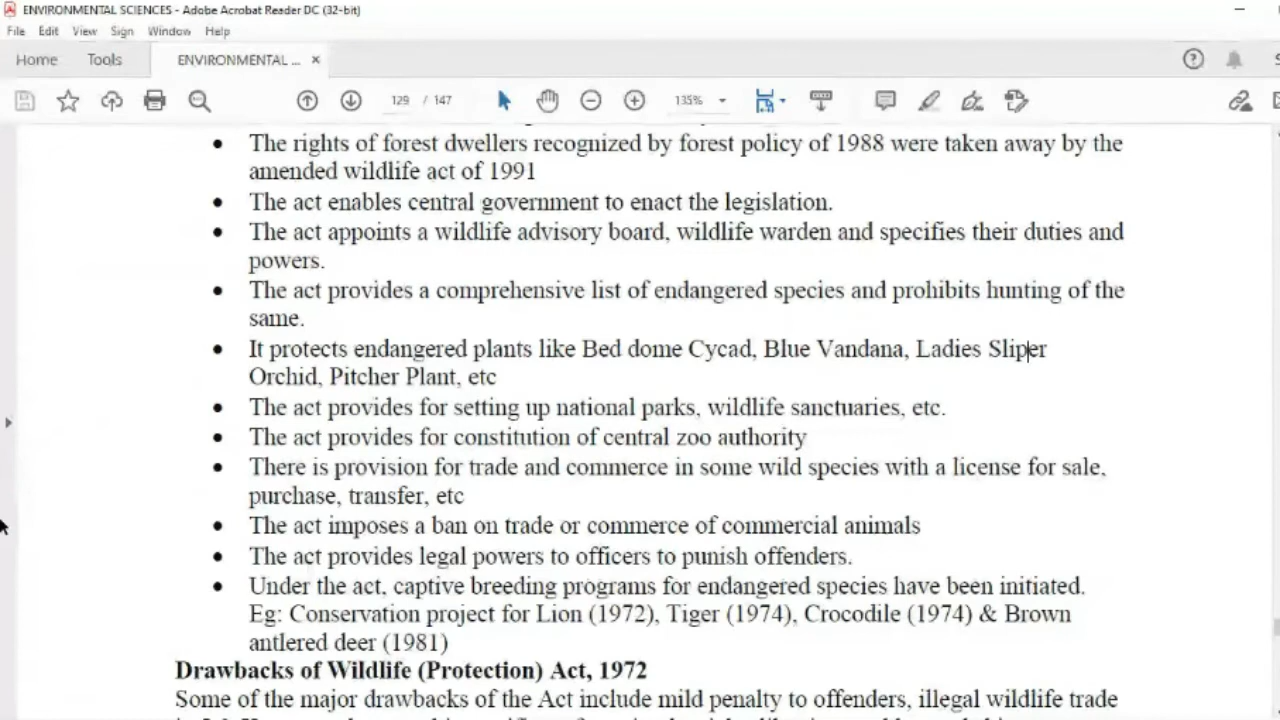 ENVIRONMENTAL SCIENCES - Adobe Acrobat Reader DC (32-bit)
File Edit View Sign Window Help
Home Tools ENVIRONMENTAL ... ×
129 / 147 135%
• The rights of forest dwellers recognized by forest policy of 1988 were taken away by the
amended wildlife act of 1991
• The act enables central government to enact the legislation.
• The act appoints a wildlife advisory board, wildlife warden and specifies their duties and
powers.
• The act provides a comprehensive list of endangered species and prohibits hunting of the
same.
• It protects endangered plants like Bed dome Cycad, Blue Vandana, Ladies Sliper
Orchid, Pitcher Plant, etc
• The act provides for setting up national parks, wildlife sanctuaries, etc.
• The act provides for constitution of central zoo authority
• There is provision for trade and commerce in some wild species with a license for sale,
purchase, transfer, etc
• The act imposes a ban on trade or commerce of commercial animals
• The act provides legal powers to officers to punish offenders.
• Under the act, captive breeding programs for endangered species have been initiated.
Eg: Conservation project for Lion (1972), Tiger (1974), Crocodile (1974) & Brown
antlered deer (1981)
Drawbacks of Wildlife (Protection) Act, 1972
Some of the major drawbacks of the Act include mild penalty to offenders, illegal wildlife trade